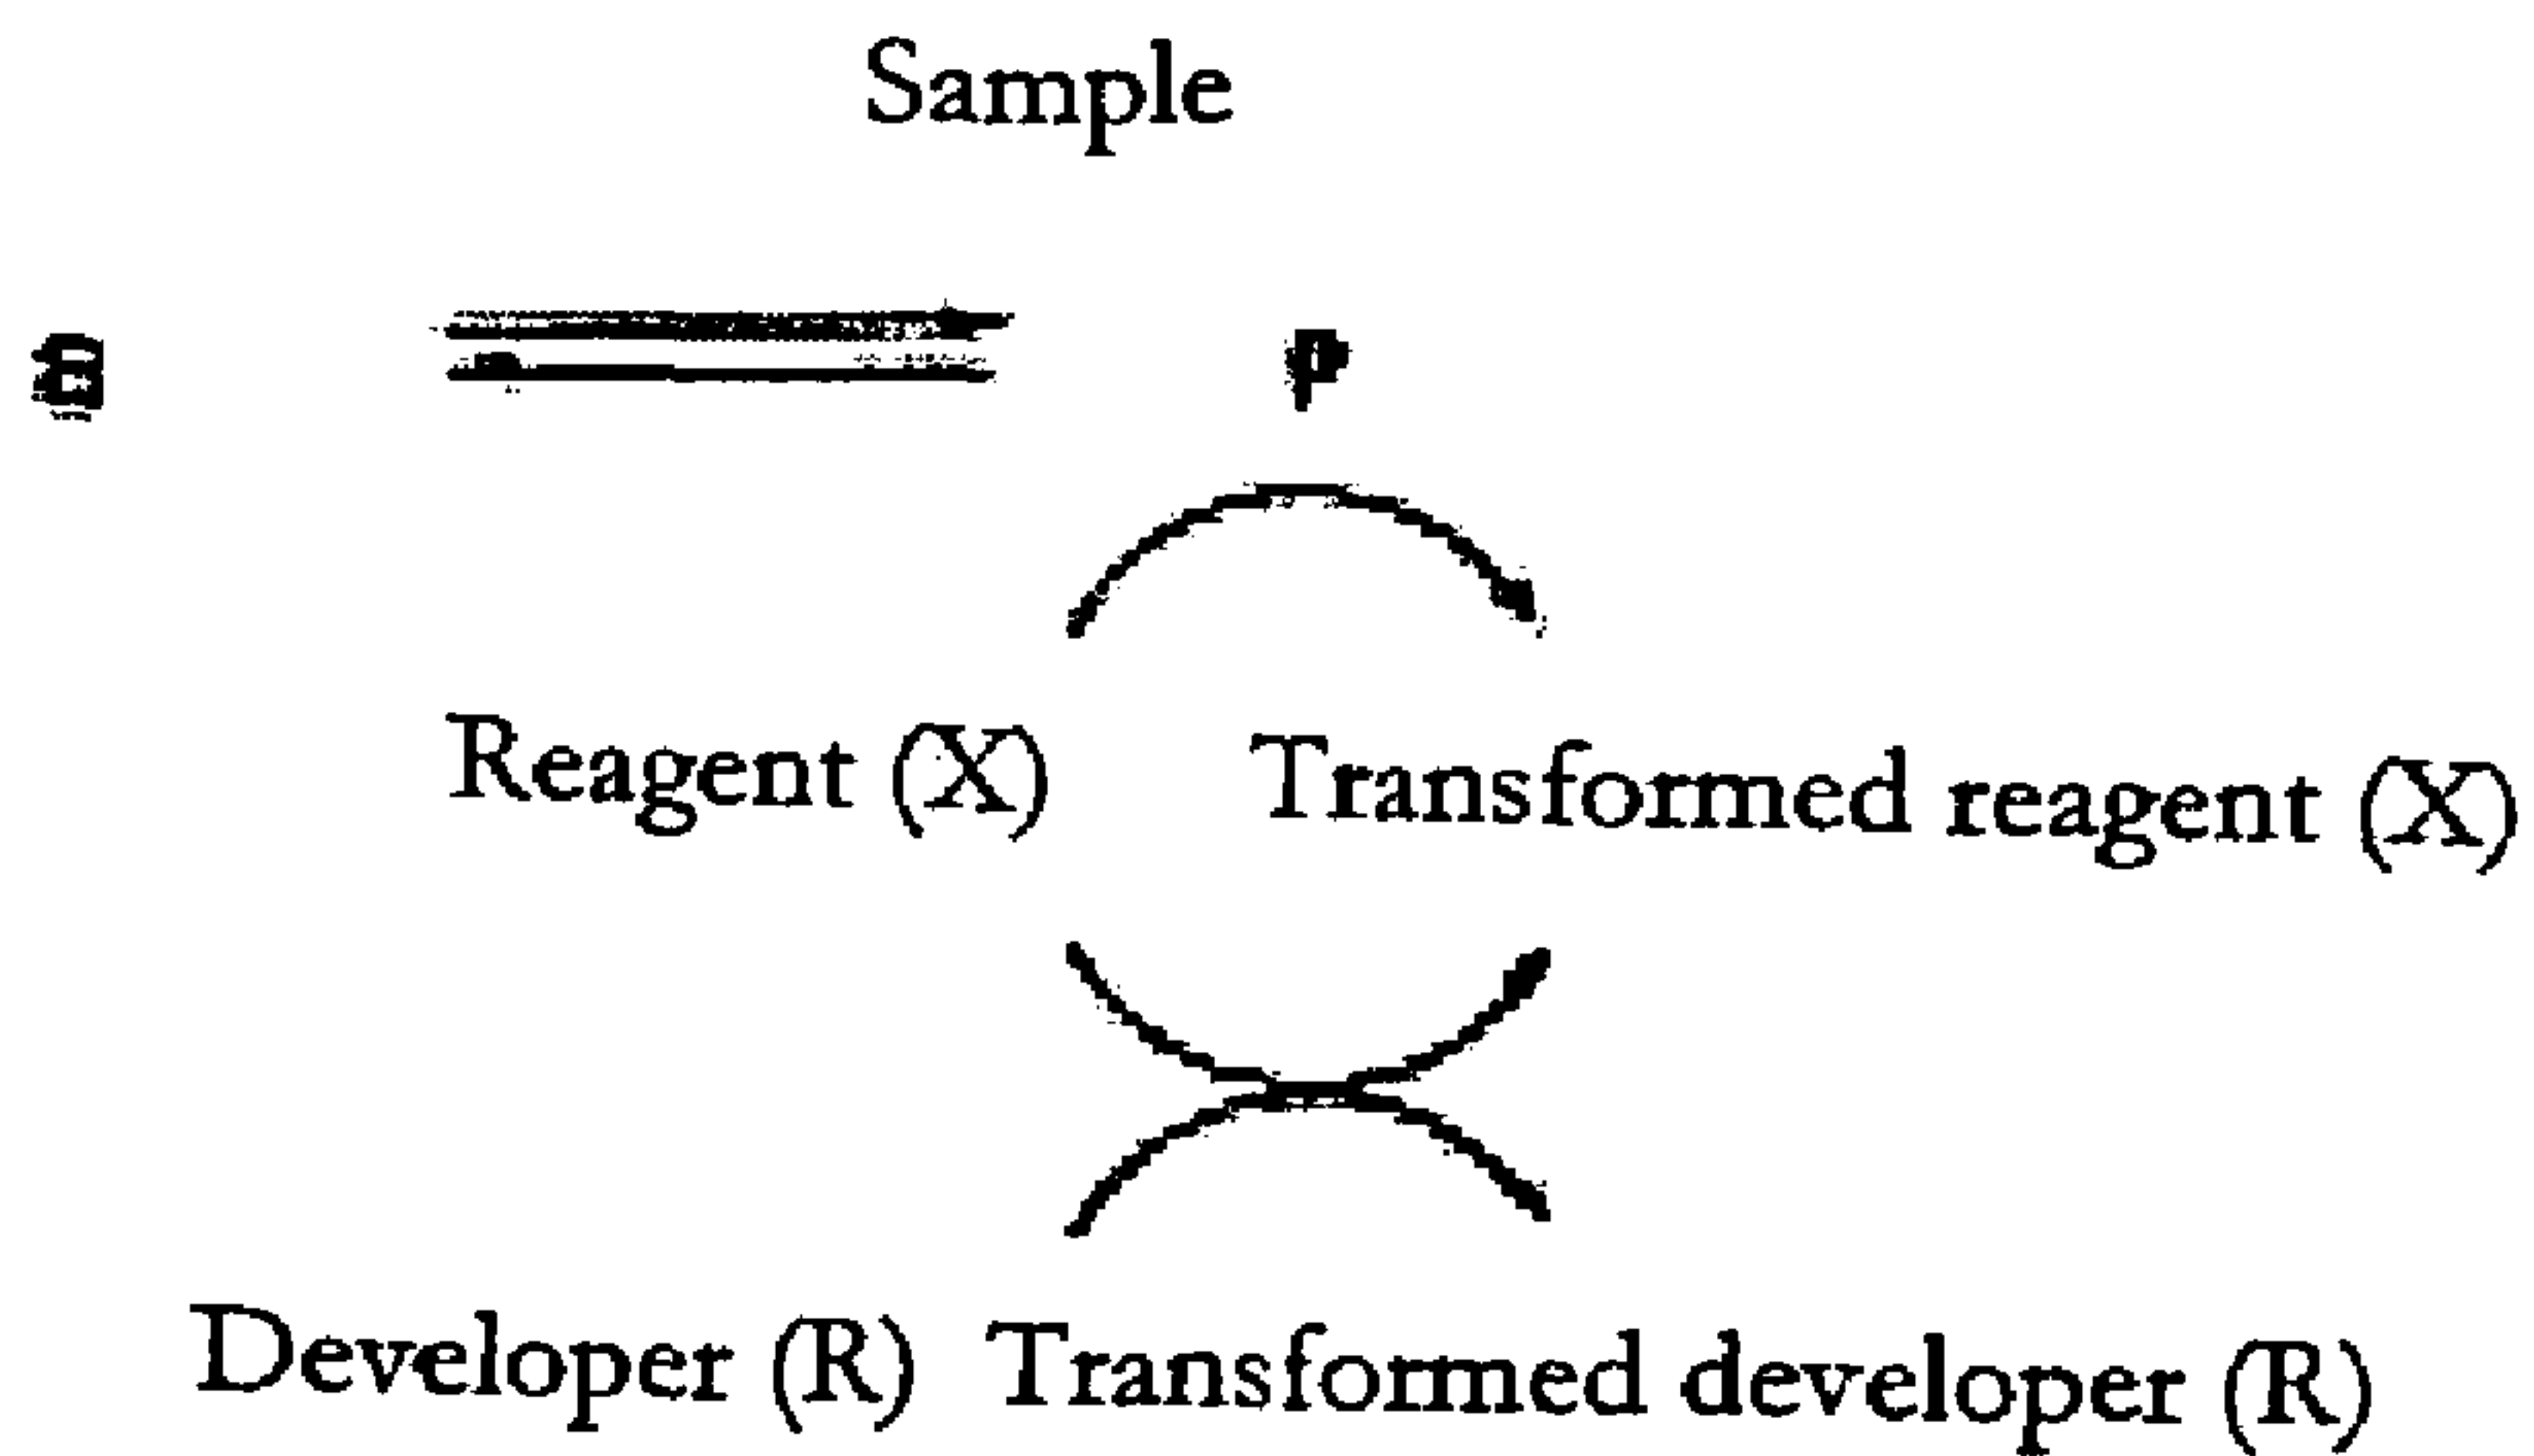 Sample
p
Reagent (X) Transformed reagent (X)
Developer (R) Transformed developer (R)